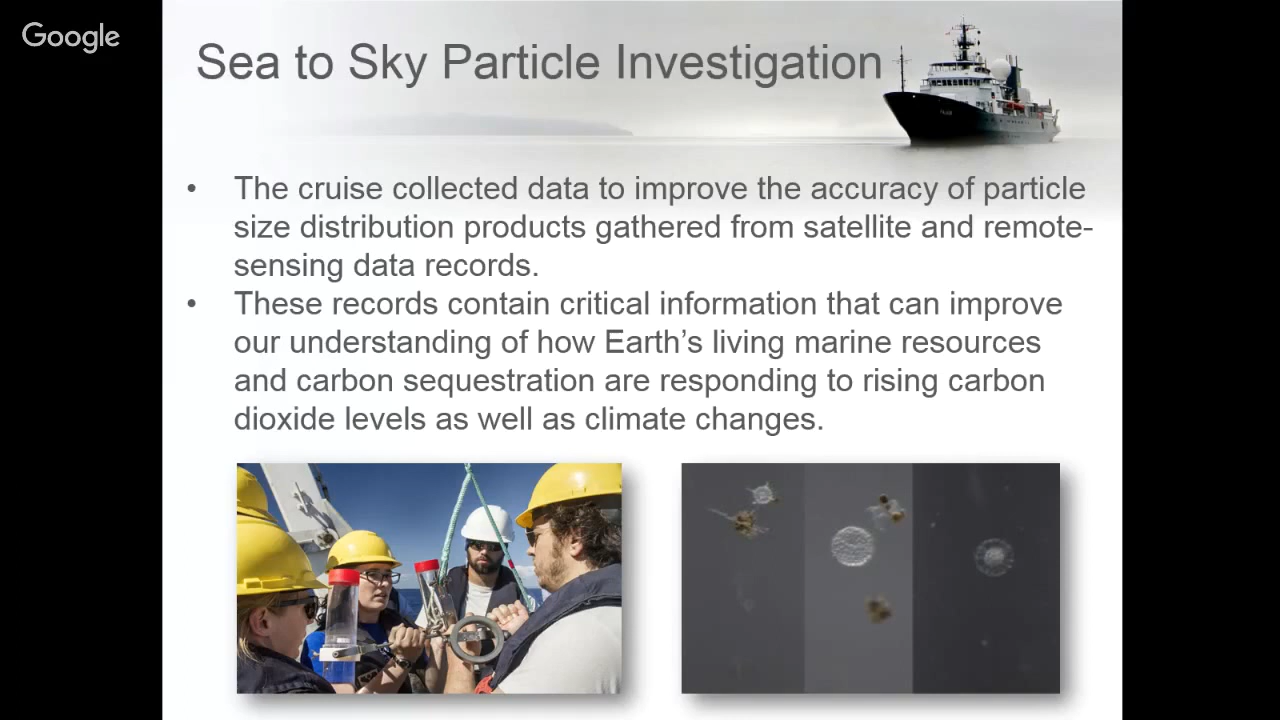 Google
Sea to Sky Particle Investigation
• The cruise collected data to improve the accuracy of particle
size distribution products gathered from satellite and remote-
sensing data records.
• These records contain critical information that can improve
our understanding of how Earth’s living marine resources
and carbon sequestration are responding to rising carbon
dioxide levels as well as climate changes.